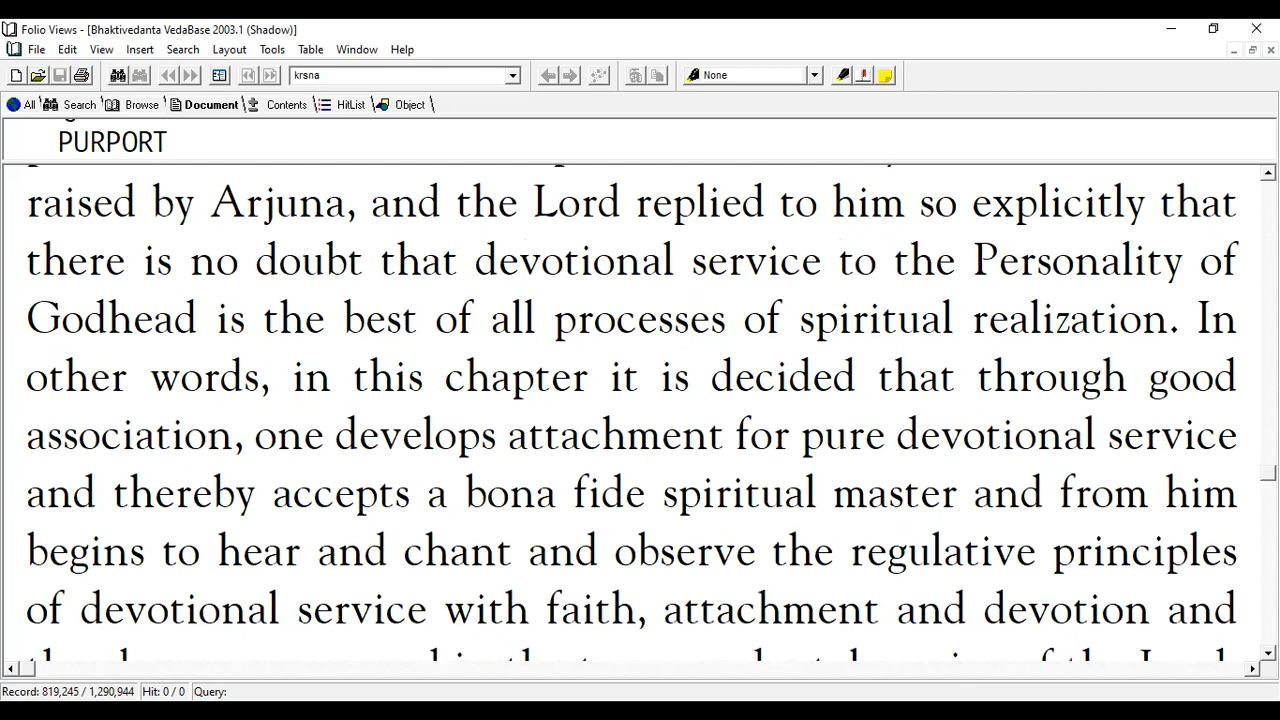 Folio Views - [Bhaktivedanta VedaBase 2003.1 (Shadow)]
File Edit View Insert Search Layout Tools Table Window Help
krsna None
All Search Browse Document Contents HitList Object
PURPORT
raised by Arjuna, and the Lord replied to him so explicitly that
there is no doubt that devotional service to the Personality of
Godhead is the best of all processes of spiritual realization. In
other words, in this chapter it is decided that through good
association, one develops attachment for pure devotional service
and thereby accepts a bona fide spiritual master and from him
begins to hear and chant and observe the regulative principles
of devotional service with faith, attachment and devotion and
Record: 819,245 / 1,290,944 Hit: 0 / 0 Query: